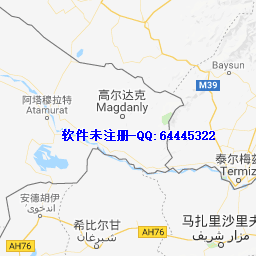 Baysun
M39
高尔达克
Magdanly
阿塔穆拉特
Atamurat
软件未注册-QQ:64445322
泰尔梅兹
Termiz
安德胡伊
اندخوی
希比尔甘
شبرغان
马扎里沙里夫
مزار شریف
AH76
AH76